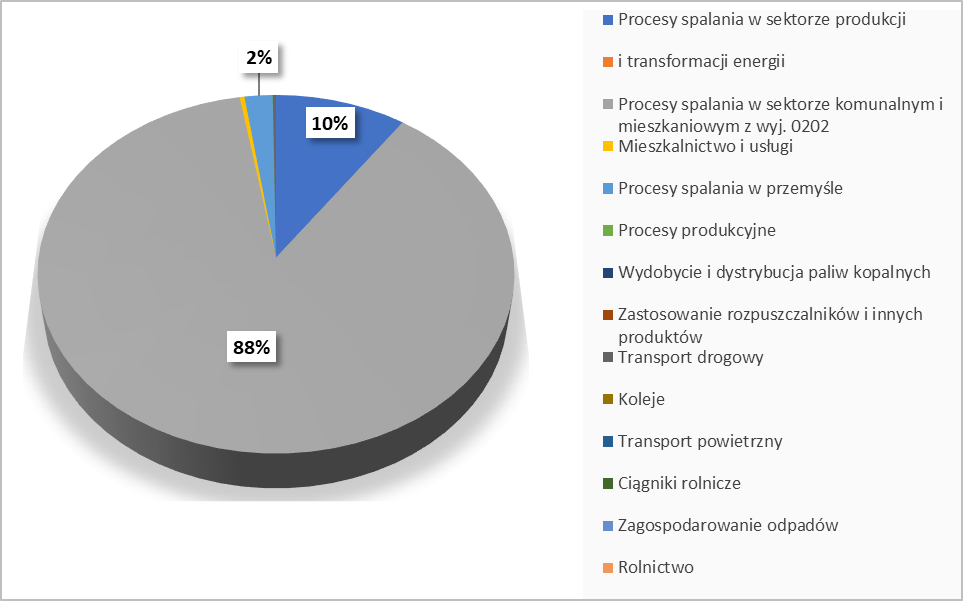 2%
10%
88%
Procesy spalania w sektorze produkcji
i transformacji energii
Procesy spalania w sektorze komunalnym i
mieszkaniowym z wyj. 0202
Mieszkalnictwo i usługi
Procesy spalania w przemyśle
Procesy produkcyjne
Wydobycie i dystrybucja paliw kopalnych
Zastosowanie rozpuszczalników i innych
produktów
Transport drogowy
Koleje
Transport powietrzny
Ciągniki rolnicze
Zagospodarowanie odpadów
Rolnictwo